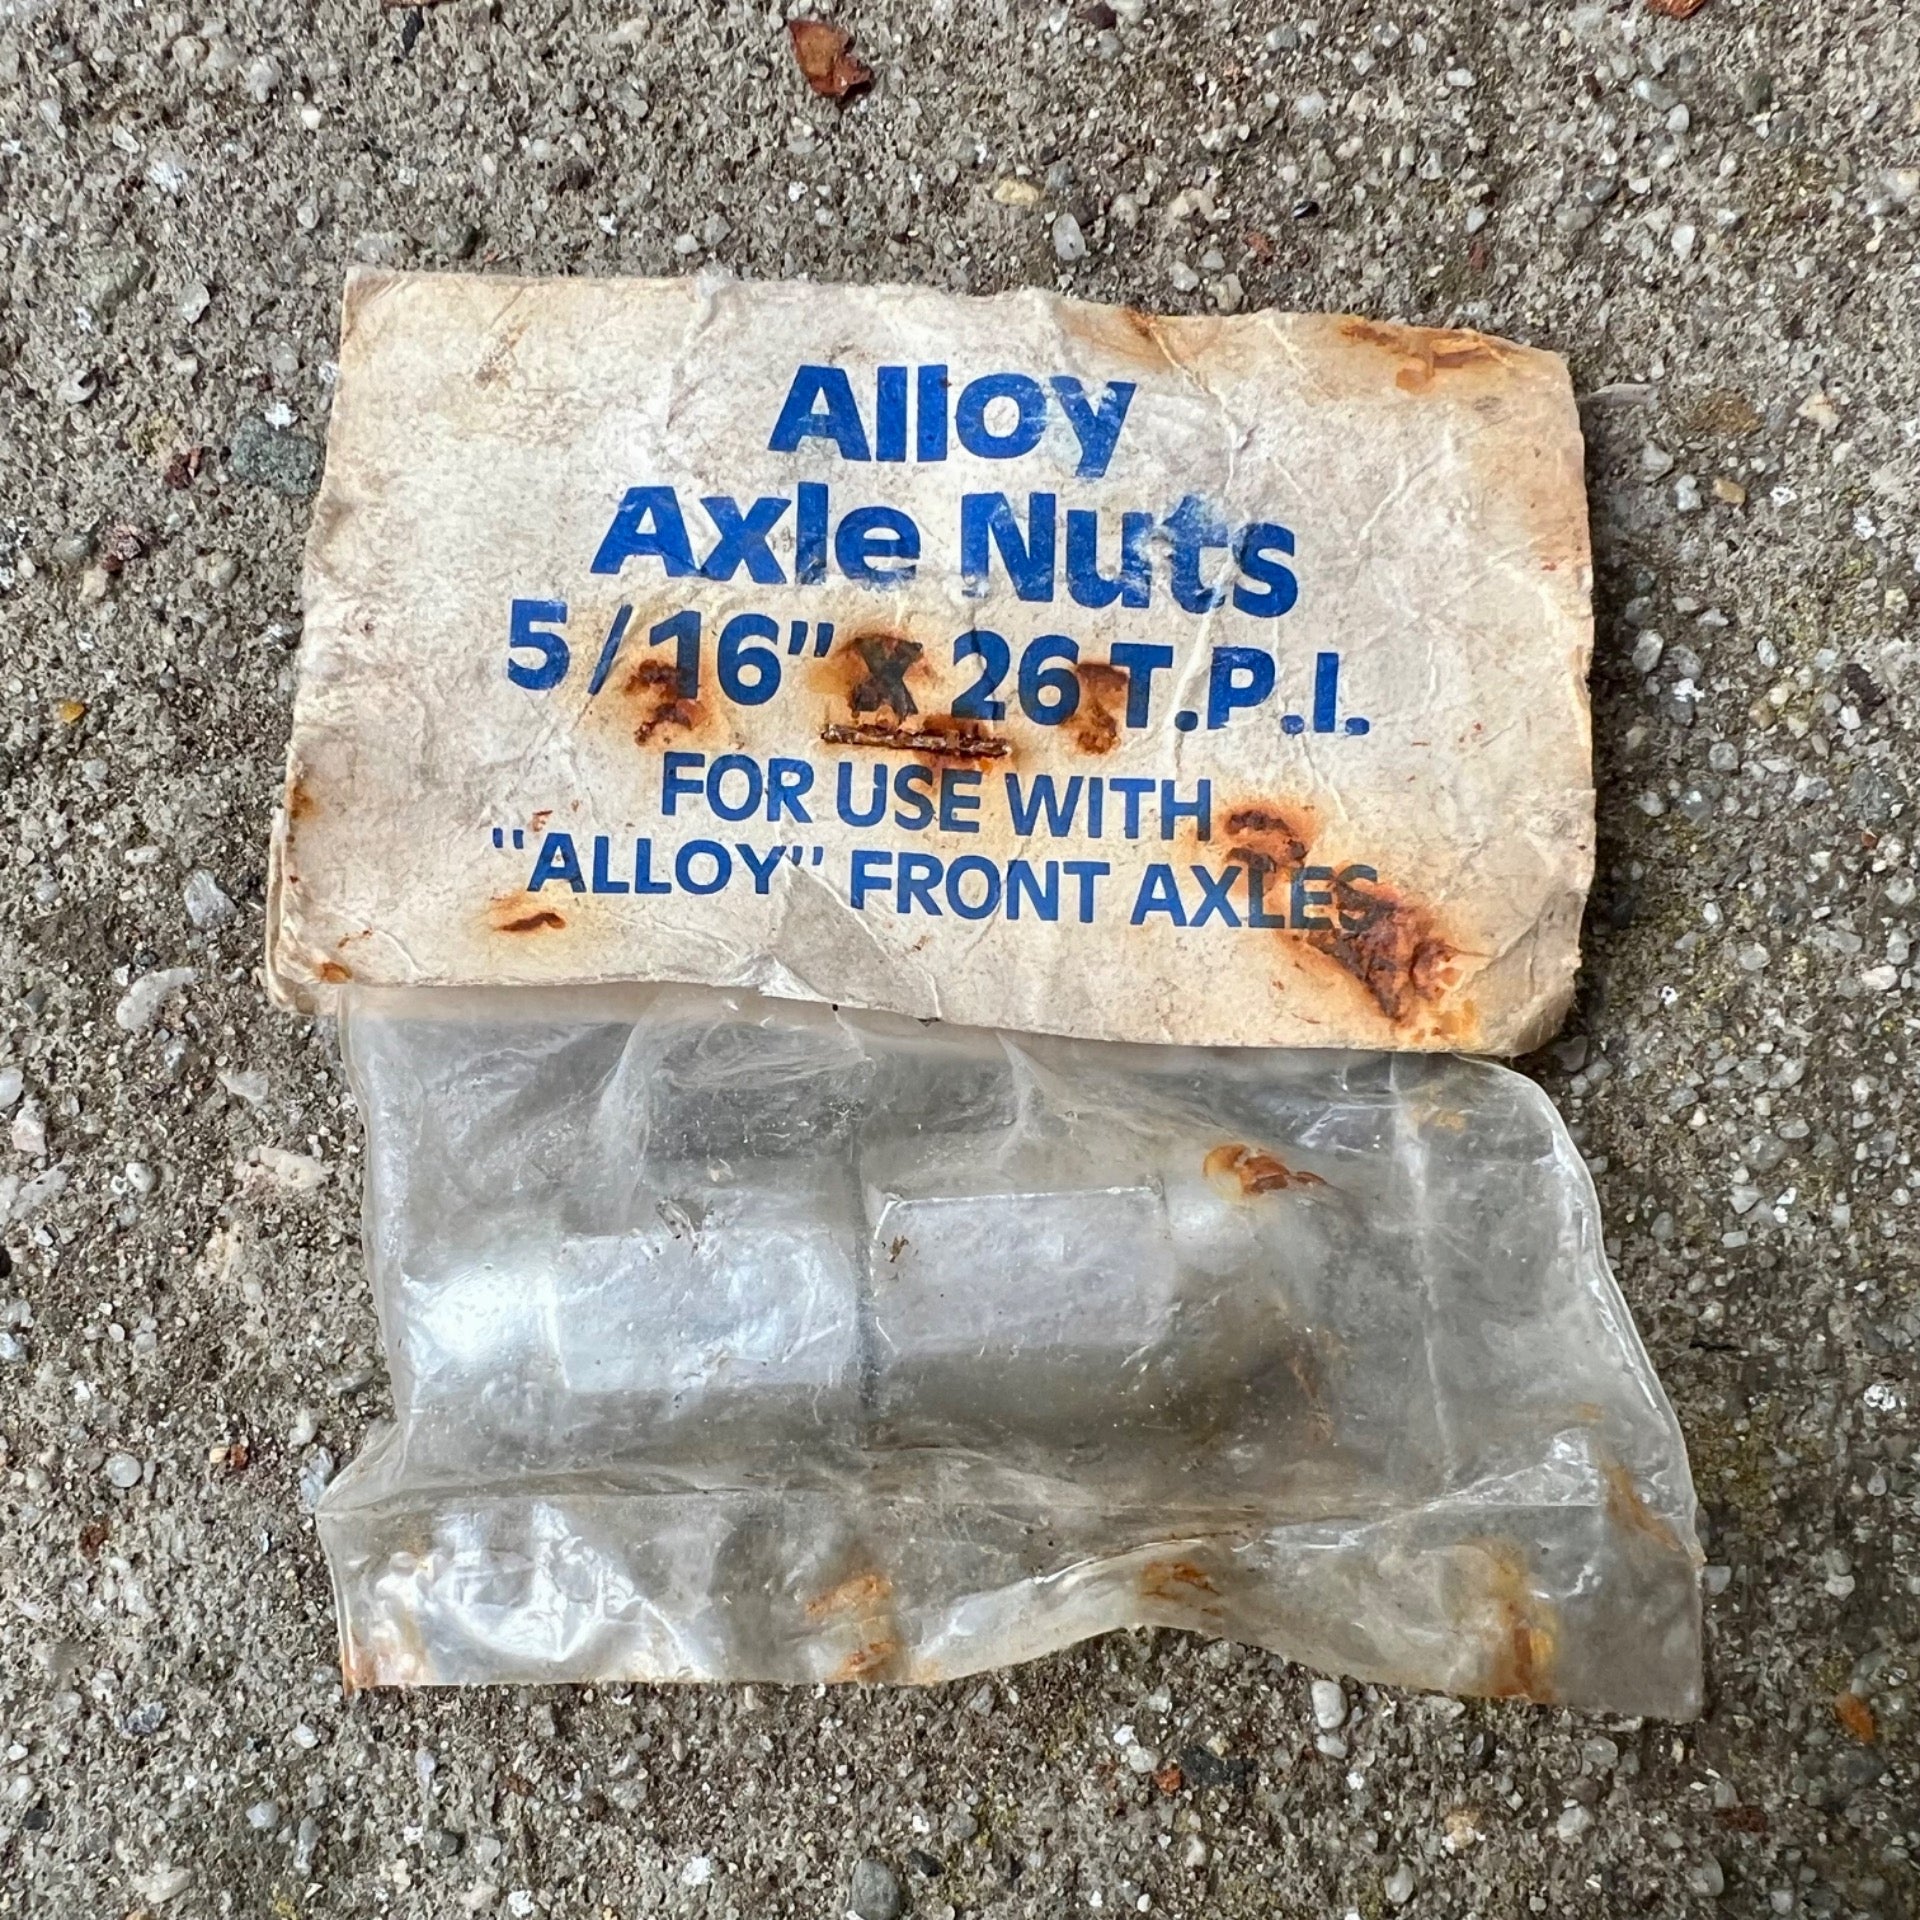 Alloy
Axle Nuts
5/16" X 26 T.P.I.
FOR USE WITH
"ALLOY" FRONT AXLES